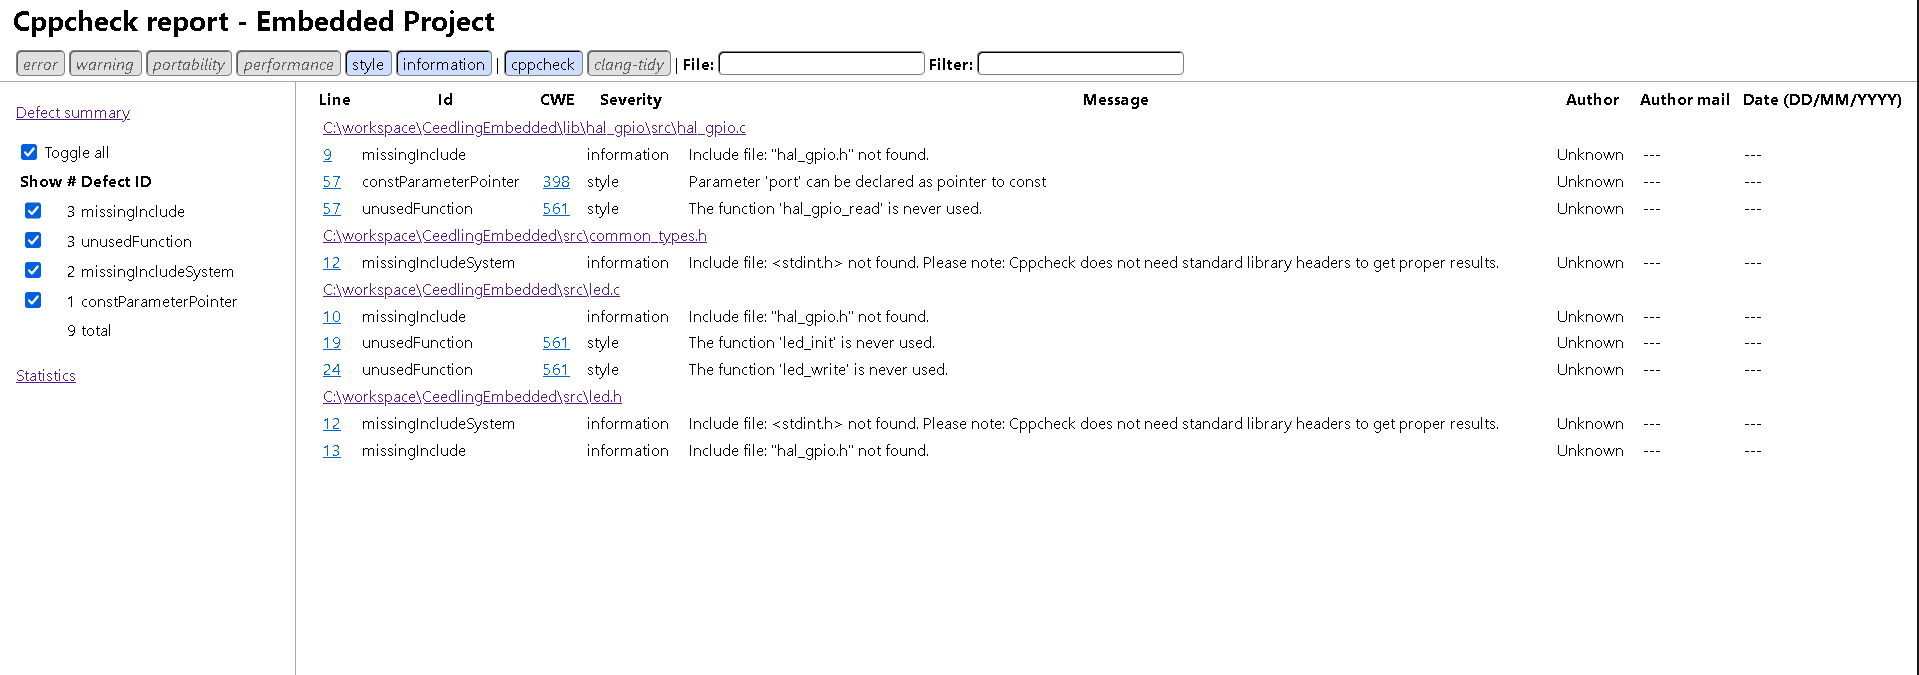 Cppcheck report - Embedded Project
error warning portability performance style information | cppcheck clang-tidy | File: Filter:
Defect summary
Toggle all
Show # Defect ID
3 missingInclude
3 unusedFunction
2 missingIncludeSystem
1 constParameterPointer
9 total
Statistics
Line Id CWE Severity Message Author Author mail Date (DD/MM/YYYY)
C:\workspace\CeedlingEmbedded\lib\hal_gpio\src\hal_gpio.c
9 missingInclude information Include file: "hal_gpio.h" not found. Unknown --- ---
57 constParameterPointer 398 style Parameter 'port' can be declared as pointer to const Unknown --- ---
57 unusedFunction 561 style The function 'hal_gpio_read' is never used. Unknown --- ---
C:\workspace\CeedlingEmbedded\src\common_types.h
12 missingIncludeSystem information Include file: <stdint.h> not found. Please note: Cppcheck does not need standard library headers to get proper results. Unknown --- ---
C:\workspace\CeedlingEmbedded\src\led.c
10 missingInclude information Include file: "hal_gpio.h" not found. Unknown --- ---
19 unusedFunction 561 style The function 'led_init' is never used. Unknown --- ---
24 unusedFunction 561 style The function 'led_write' is never used. Unknown --- ---
C:\workspace\CeedlingEmbedded\src\led.h
12 missingIncludeSystem information Include file: <stdint.h> not found. Please note: Cppcheck does not need standard library headers to get proper results. Unknown --- ---
13 missingInclude information Include file: "hal_gpio.h" not found. Unknown --- ---